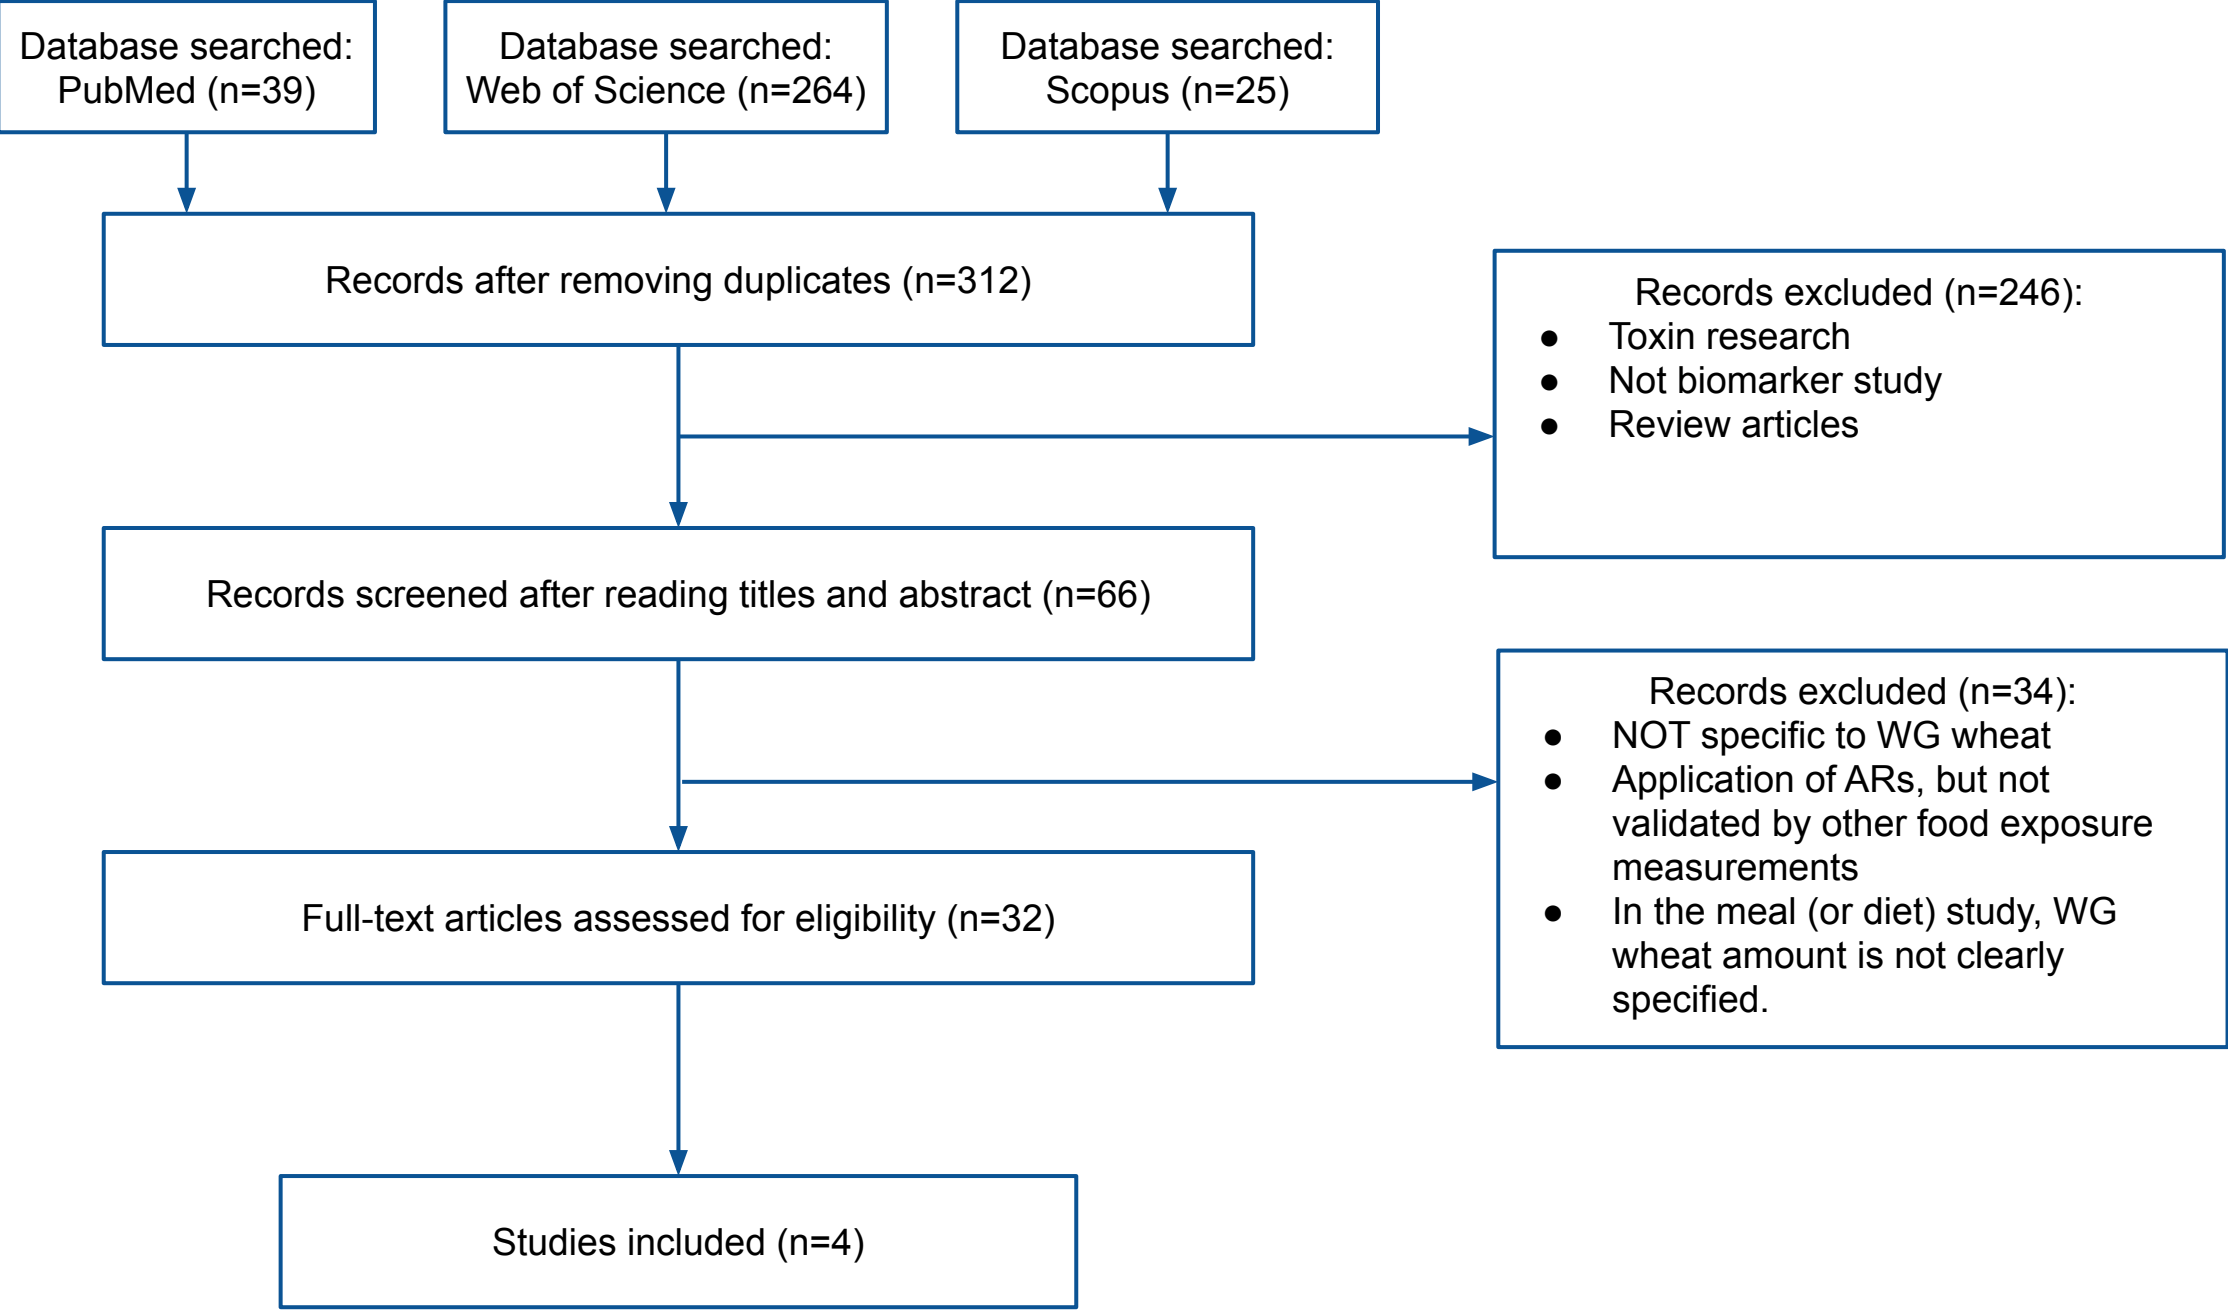 Database searched:
PubMed (n=39)
Database searched:
Web of Science (n=264)
Database searched:
Scopus (n=25)
Records after removing duplicates (n=312)
Records excluded (n=246):
● Toxin research
● Not biomarker study
● Review articles
Records screened after reading titles and abstract (n=66)
Records excluded (n=34):
● NOT specific to WG wheat
● Application of ARs, but not
validated by other food exposure
measurements
● In the meal (or diet) study, WG
wheat amount is not clearly
specified.
Full-text articles assessed for eligibility (n=32)
Studies included (n=4)